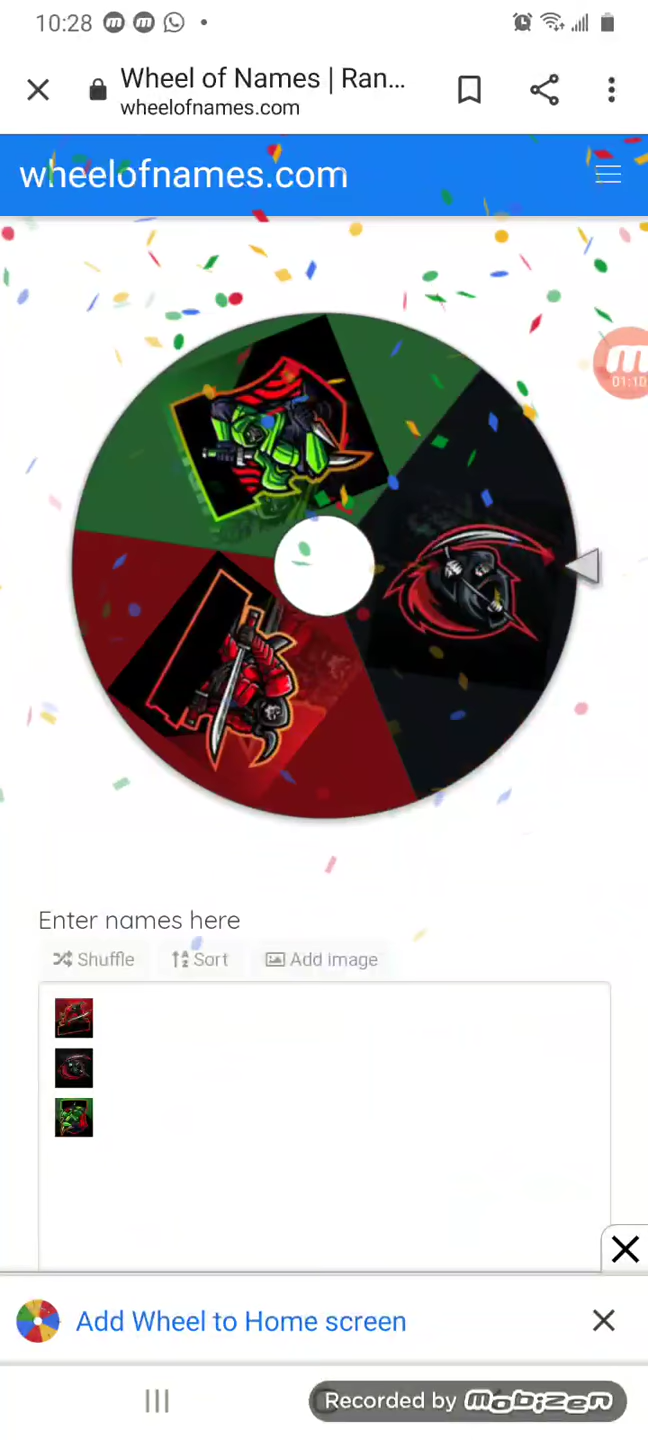 10:28
Wheel of Names | Ran...
wheelofnames.com
wheelofnames.com
01:10
Enter names here
Shuffle
Sort
Add image
Add Wheel to Home screen
Recorded by mobizen